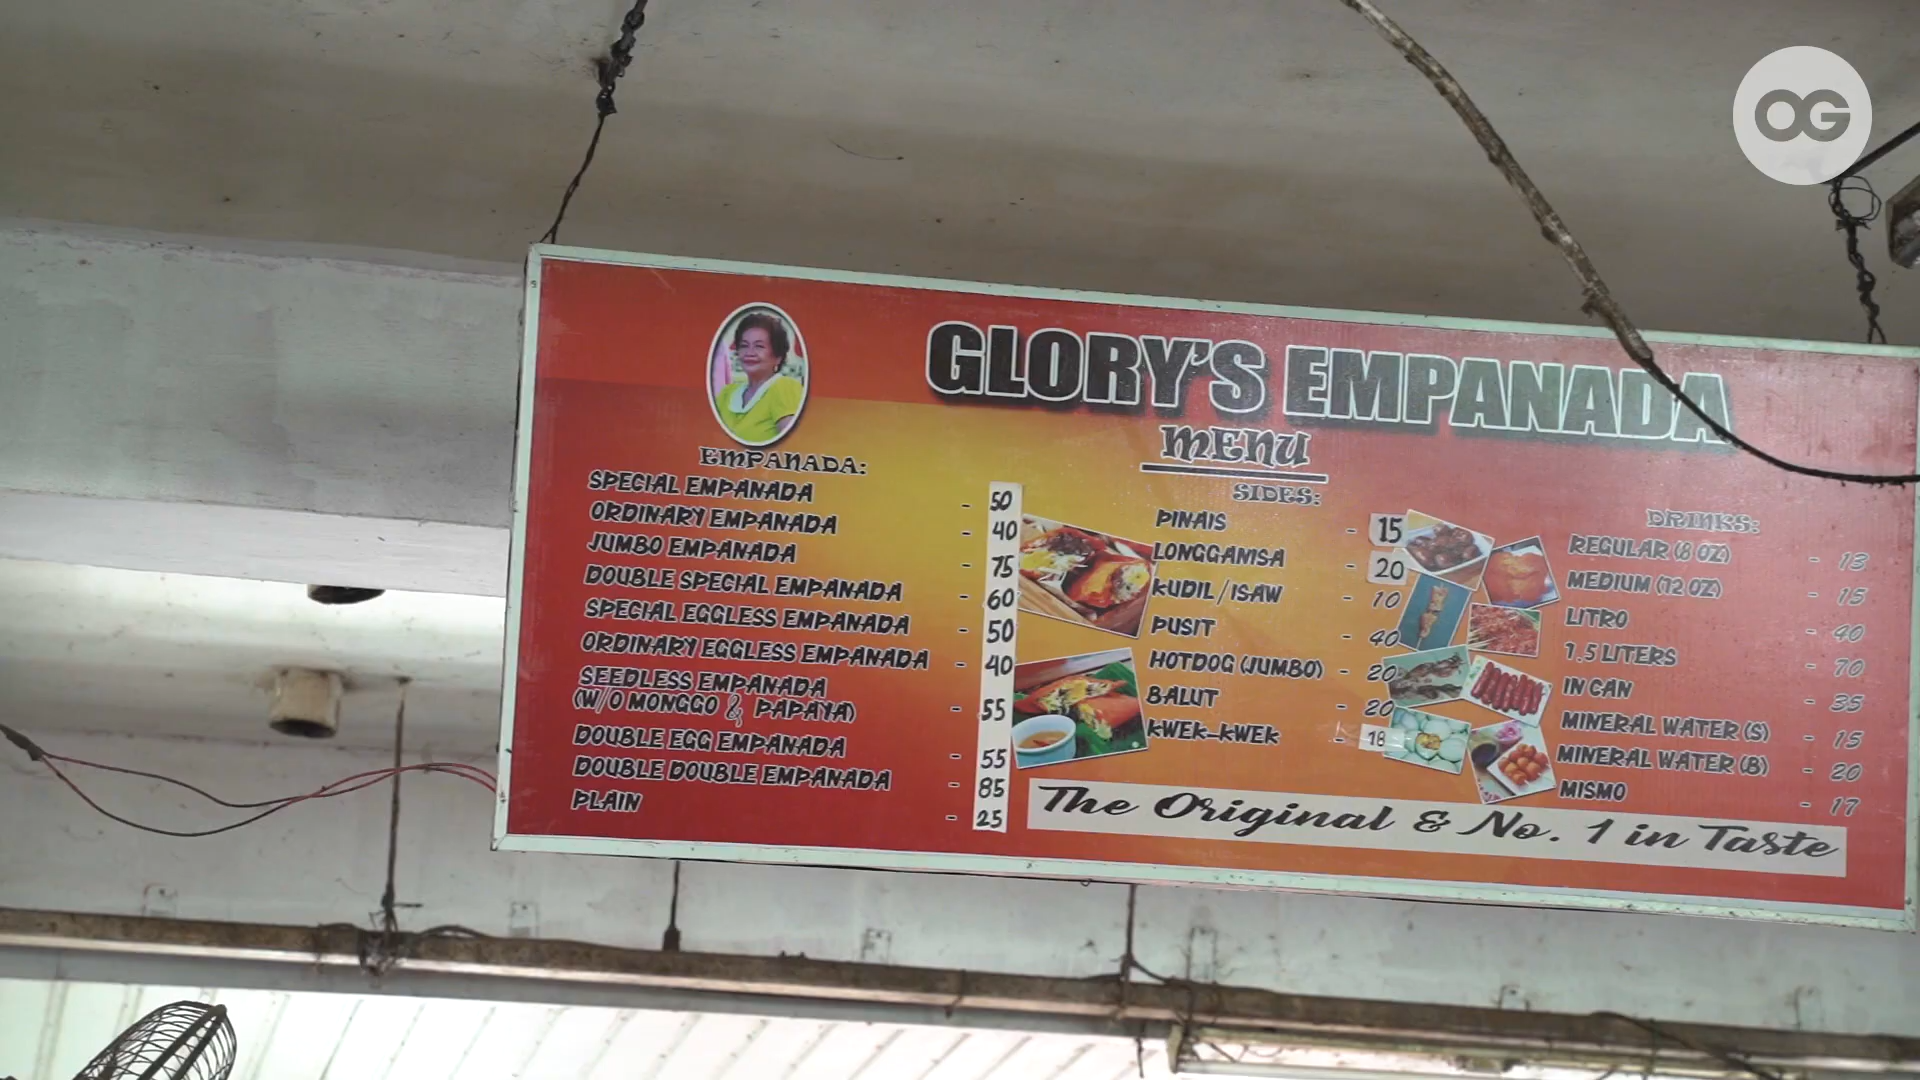 OG
GLORY'S EMPANADA
MENU
EMPANADA:
SPECIAL EMPANADA - 50
ORDINARY EMPANADA - 40
JUMBO EMPANADA - 75
DOUBLE SPECIAL EMPANADA - 60
SPECIAL EGGLESS EMPANADA - 50
ORDINARY EGGLESS EMPANADA - 40
SEEDLESS EMPANADA
(W/O MONGGO & PAPAYA) - 55
DOUBLE EGG EMPANADA - 55
DOUBLE DOUBLE EMPANADA - 85
PLAIN - 25
SIDES:
PINAIS - 15
LONGGAMSA - 20
KUDIL/ISAW - 10
PUSIT - 40
HOTDOG (JUMBO) - 20
BALUT - 20
KWEK-KWEK - 18
DRINKS:
REGULAR (8 OZ) - 13
MEDIUM (12 OZ) - 15
LITRO - 40
1.5 LITERS - 70
IN CAN - 35
MINERAL WATER (S) - 15
MINERAL WATER (B) - 20
MISMO - 17
The Original & No. 1 in Taste